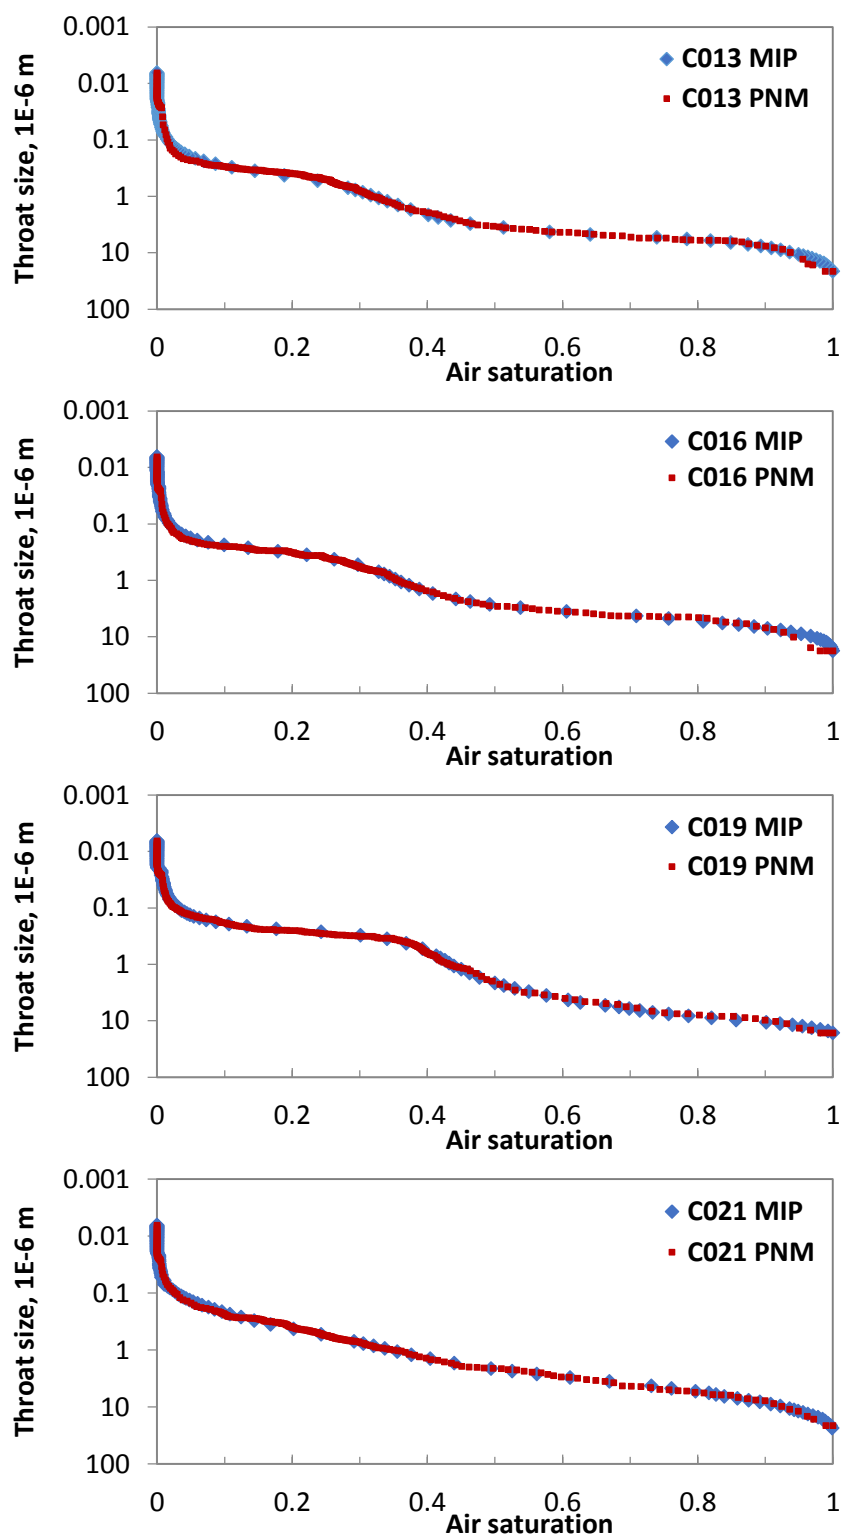 0.001
C013 MIP
0.01
C013 PNM
0.1
1
10
100
Throat size, 1E-6 m
0 0.2 0.4 0.6 0.8 1
Air saturation
0.001
C016 MIP
0.01
C016 PNM
0.1
1
10
100
Throat size, 1E-6 m
0 0.2 0.4 0.6 0.8 1
Air saturation
0.001
C019 MIP
0.01
C019 PNM
0.1
1
10
100
Throat size, 1E-6 m
0 0.2 0.4 0.6 0.8 1
Air saturation
0.001
C021 MIP
0.01
C021 PNM
0.1
1
10
100
Throat size, 1E-6 m
0 0.2 0.4 0.6 0.8 1
Air saturation